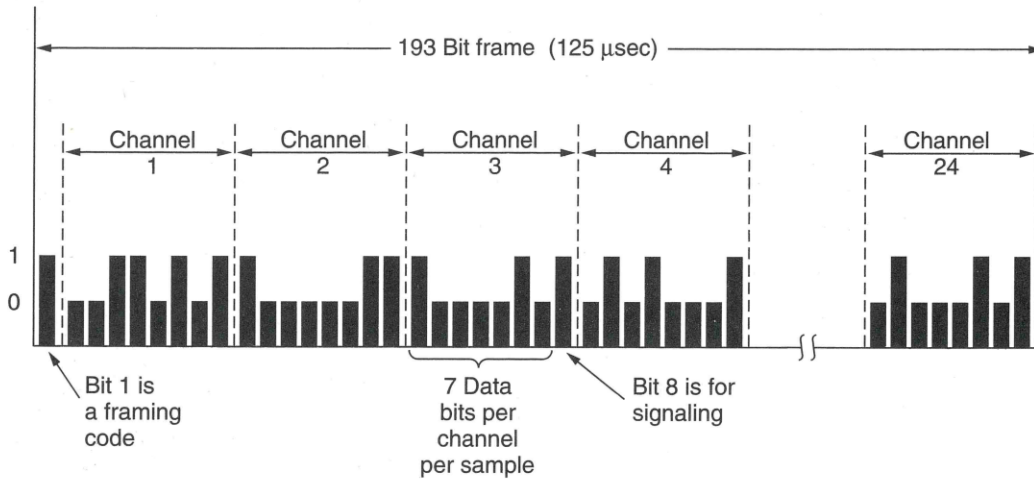 193 Bit frame (125 μsec)
Channel
1
Channel
2
Channel
3
Channel
4
Channel
24
1
0
Bit 1 is
a framing
code
7 Data
bits per
channel
per sample
Bit 8 is for
signaling